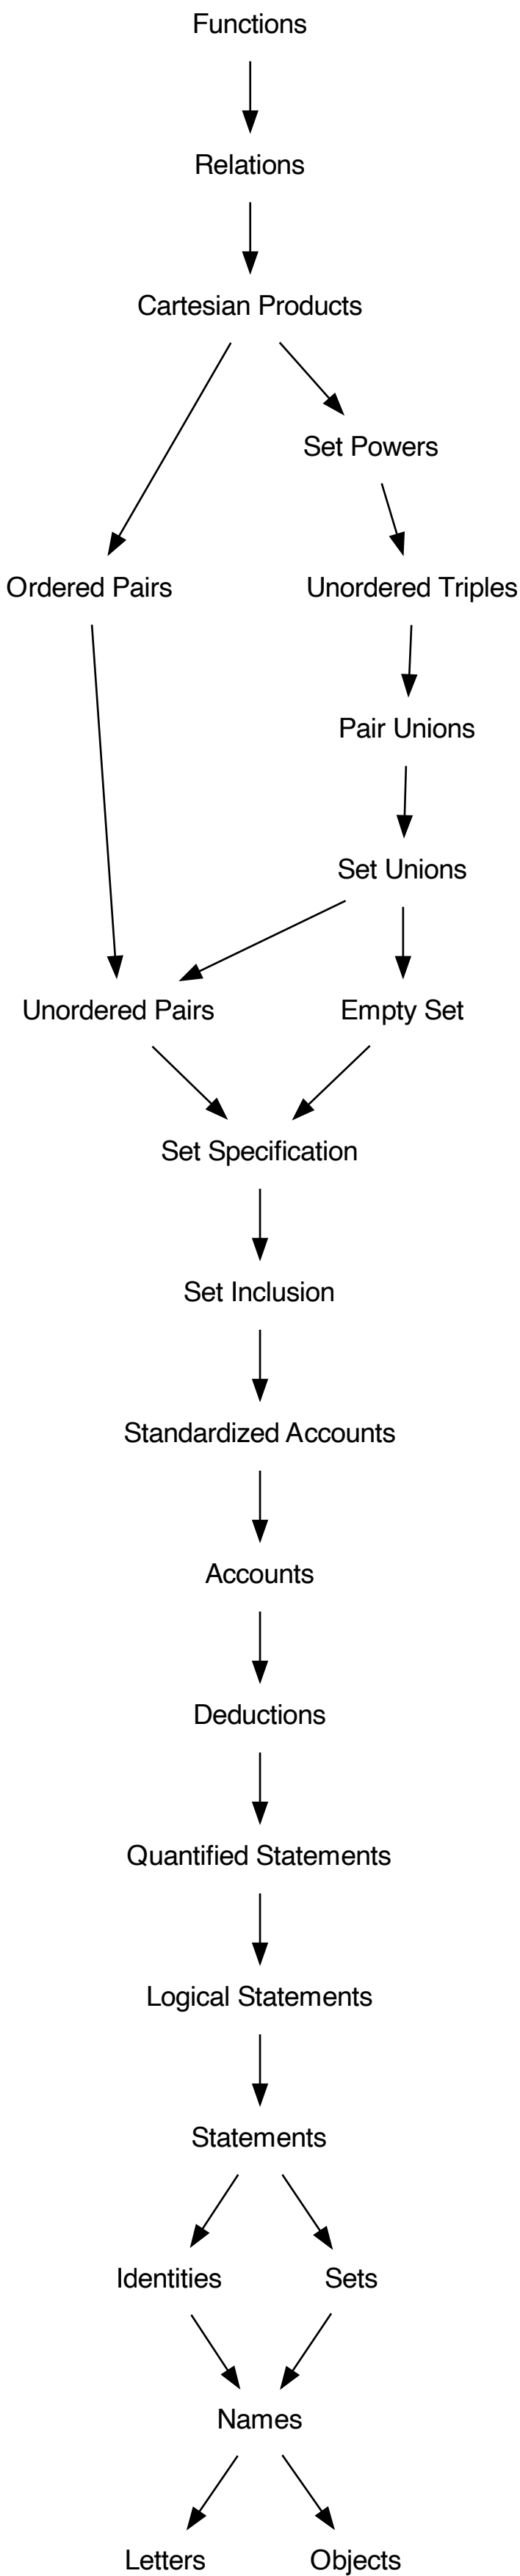 Functions
Relations
Cartesian Products
Set Powers
Ordered Pairs
Unordered Triples
Pair Unions
Set Unions
Unordered Pairs
Empty Set
Set Specification
Set Inclusion
Standardized Accounts
Accounts
Deductions
Quantified Statements
Logical Statements
Statements
Identities
Sets
Names
Letters
Objects